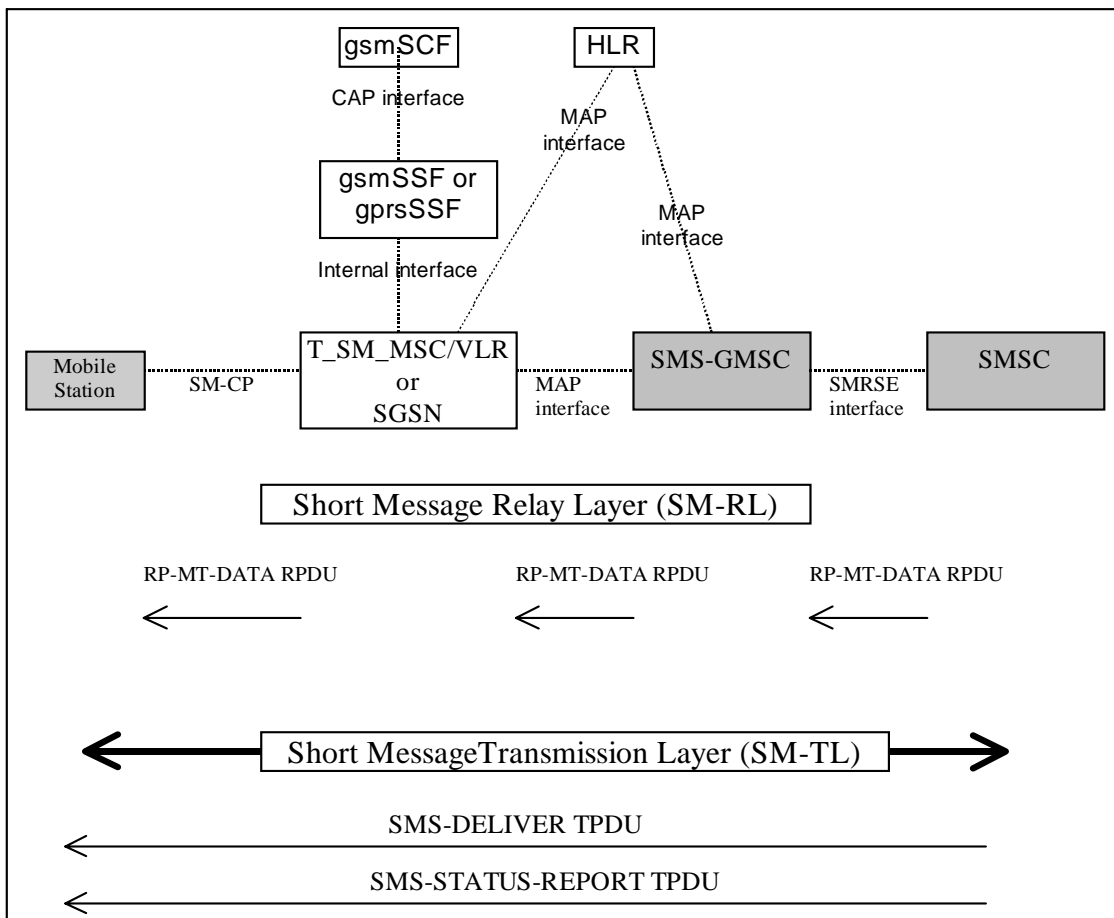 gsmSCF
HLR
CAP interface
MAP
interface
gsmSSF or
gprsSSF
MAP
interface
Internal interface
Mobile
Station
SM-CP
T_SM_MSC/VLR
or
SGSN
MAP
interface
SMS-GMSC
SMRSE
interface
SMSC
Short Message Relay Layer (SM-RL)
RP-MT-DATA RPDU
RP-MT-DATA RPDU
RP-MT-DATA RPDU
Short MessageTransmission Layer (SM-TL)
SMS-DELIVER TPDU
SMS-STATUS-REPORT TPDU